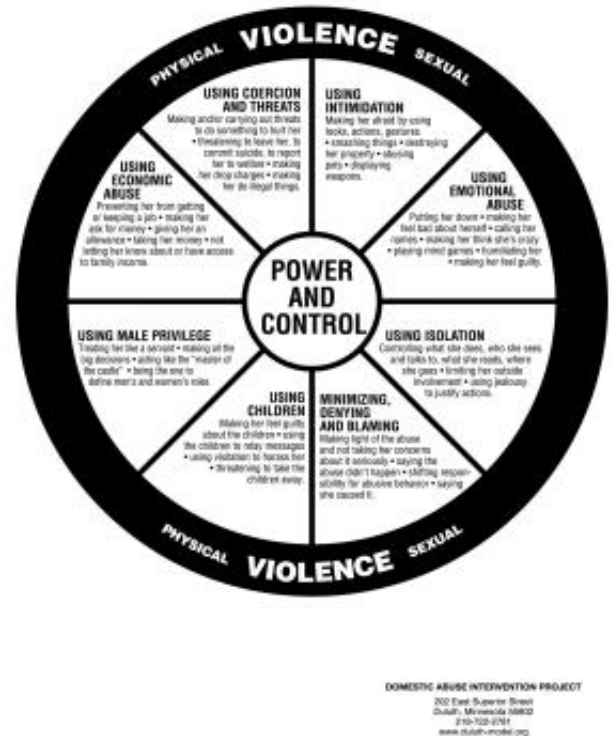 PHYSICAL VIOLENCE SEXUAL
USING COERCION
AND THREATS
Making and/or carrying out threats
to do something to hurt her
• threatening to leave her, to
commit suicide, to report
her to welfare • making
her drop charges • making
her do illegal things.
USING
INTIMIDATION
Making her afraid by using
looks, actions, gestures
• smashing things • destroying
her property • abusing
pets • displaying
weapons.
USING
EMOTIONAL
ABUSE
Putting her down • making her
feel bad about herself • calling her
names • making her think she's crazy
• playing mind games • humiliating her
• making her feel guilty.
USING ISOLATION
Controlling what she does, who she sees
and talks to, what she reads, where
she goes • limiting her outside
involvement • using jealousy
to justify actions.
MINIMIZING,
DENYING
AND BLAMING
Making light of the abuse
and not taking her concerns
about it seriously • saying the
abuse didn't happen • shifting respon-
sibility for abusive behavior • saying
she caused it.
USING
CHILDREN
Making her feel guilty
about the children • using
the children to relay messages
• using visitation to harass her
• threatening to take the
children away.
USING MALE PRIVILEGE
Treating her like a servant • making all the
big decisions • acting like the "master of
the castle" • being the one to
define men's and women's roles
USING
ECONOMIC
ABUSE
Preventing her from getting
or keeping a job • making her
ask for money • giving her an
allowance • taking her money • not
letting her know about or have access
to family income.
POWER
AND
CONTROL
PHYSICAL VIOLENCE SEXUAL
DOMESTIC ABUSE INTERVENTION PROJECT
202 East Superior Street
Duluth, Minnesota 55802
218-722-2781
www.duluth-model.org